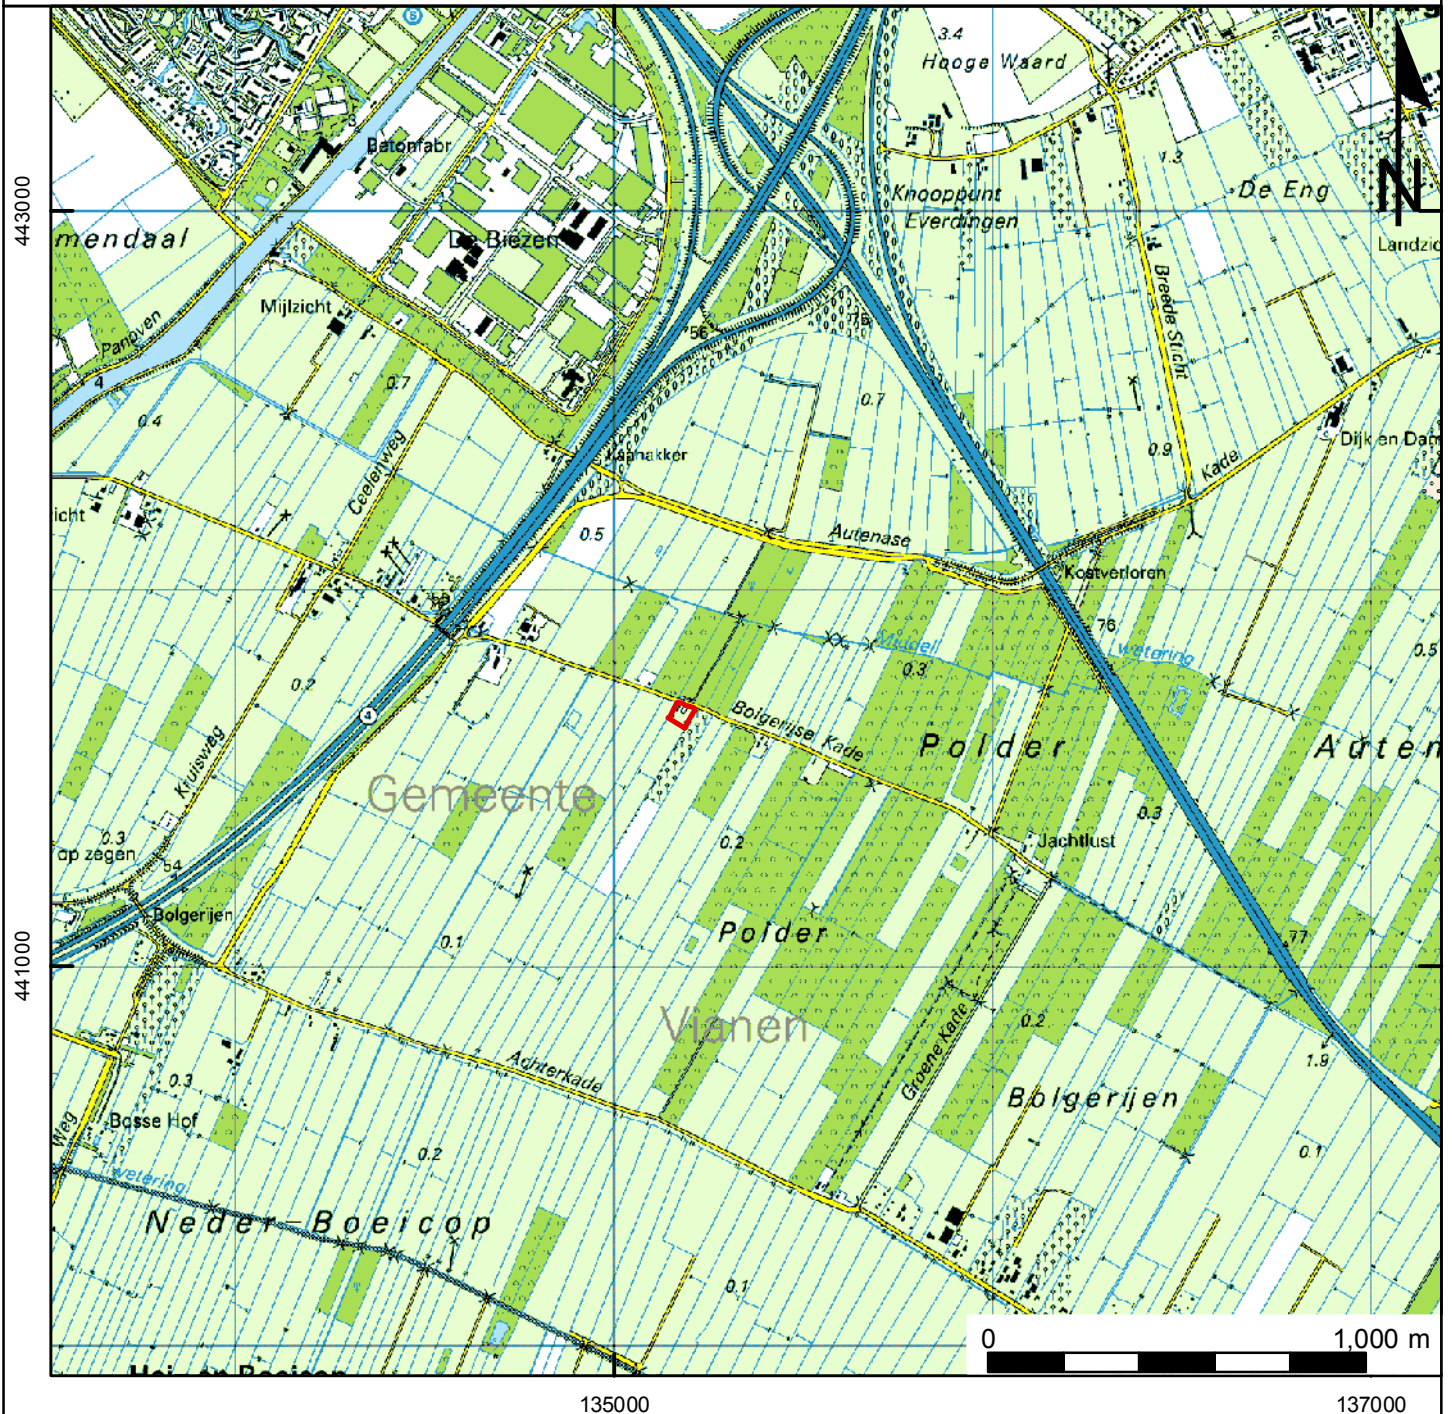 3.4
Hooge Waard
6
Betonfabr
1.3
De Eng
N
Knooppunt
Everdingen
443000
mendaal
De Biezen
Landzic
Mijlzicht
Breede Sticht
Panoven
56
75
4
0.7
0.7
0.4
Dijk en Dam
Laanakker
0.9
Kade
Ceelenweg
icht
0.5
Autenase
Kostverloren
76
Middel
wetering
0.3
0.5
0.2
4
Bolgerijse Kade
Polder
Auten
Kruisweg
Gemeente
0.3
0.3
0.2
Jachtlust
op zegen
54
Bolgerijen
Polder
0.1
77
441000
Vianen
0.2
Groene Kade
1.9
Achterkade
0.3
Bolgerijen
Bosse Hof
Weg
0.2
0.1
wetering
Neder-Boeicop
0.1
0
1,000 m
135000
137000